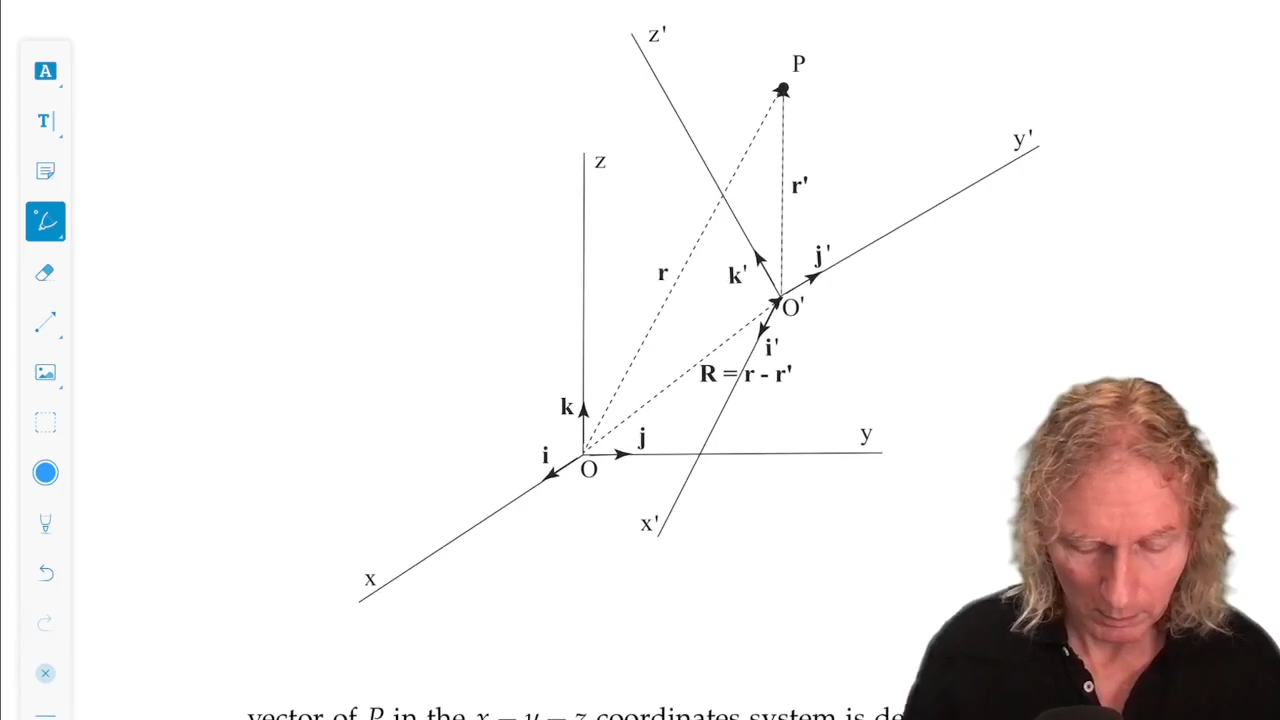 A
T
z'
P
y'
z
r'
j'
r
k'
O'
i'
R = r - r'
k
j
y
i
O
x'
x
vector of P in the x – y – z coordinates system is de